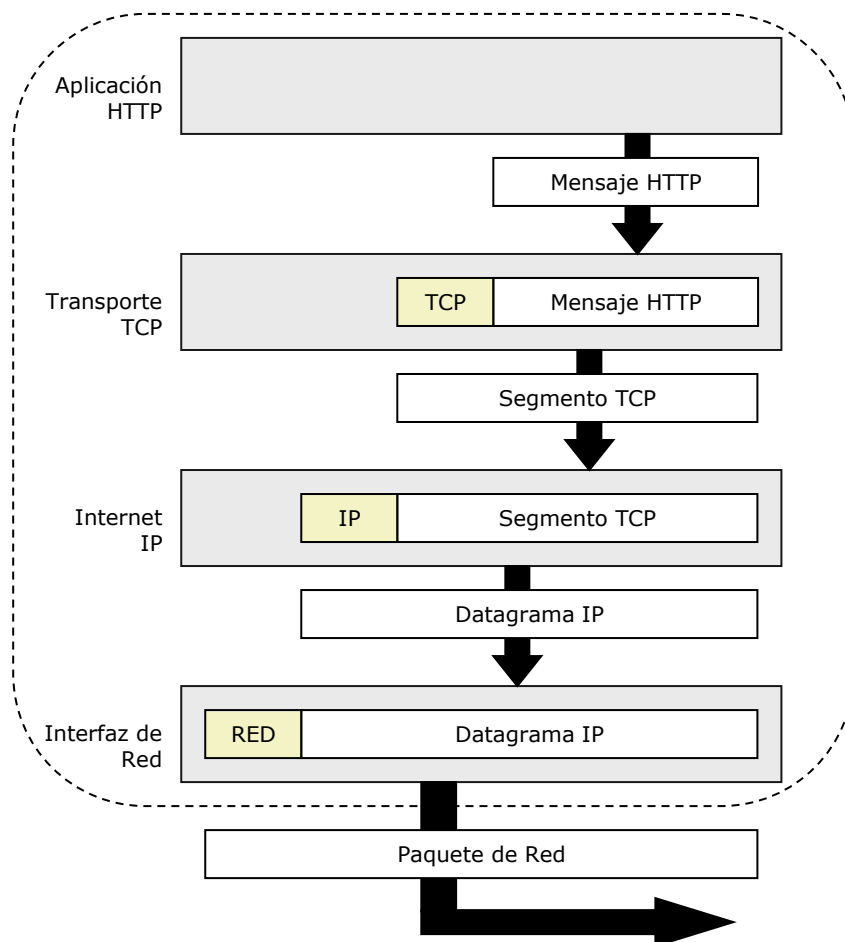 Aplicación
HTTP
Mensaje HTTP
Transporte
TCP
TCP
Mensaje HTTP
Segmento TCP
Internet
IP
IP
Segmento TCP
Datagrama IP
Interfaz de
Red
RED
Datagrama IP
Paquete de Red